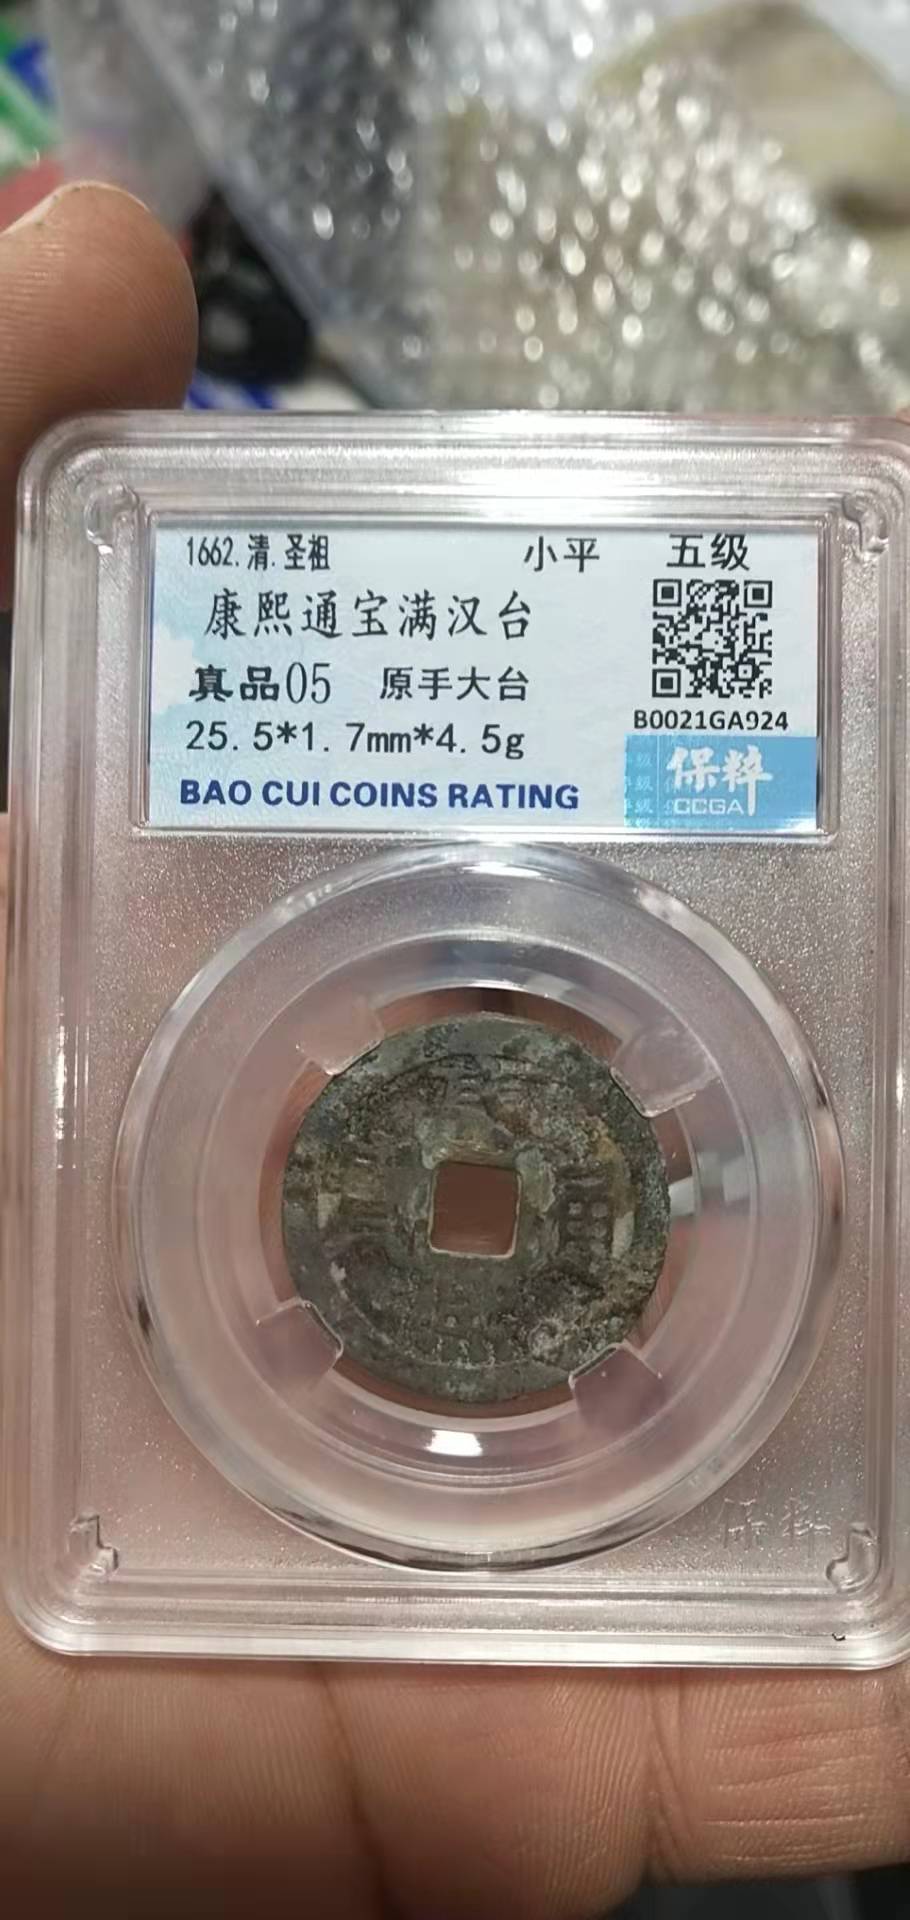 1662.清.圣祖 小平 五级
康熙通宝满汉台
真品05 原手大台
25.5*1.7mm*4.5g
B0021GA924
BAO CUI COINS RATING
保粹
CCGA
保粹